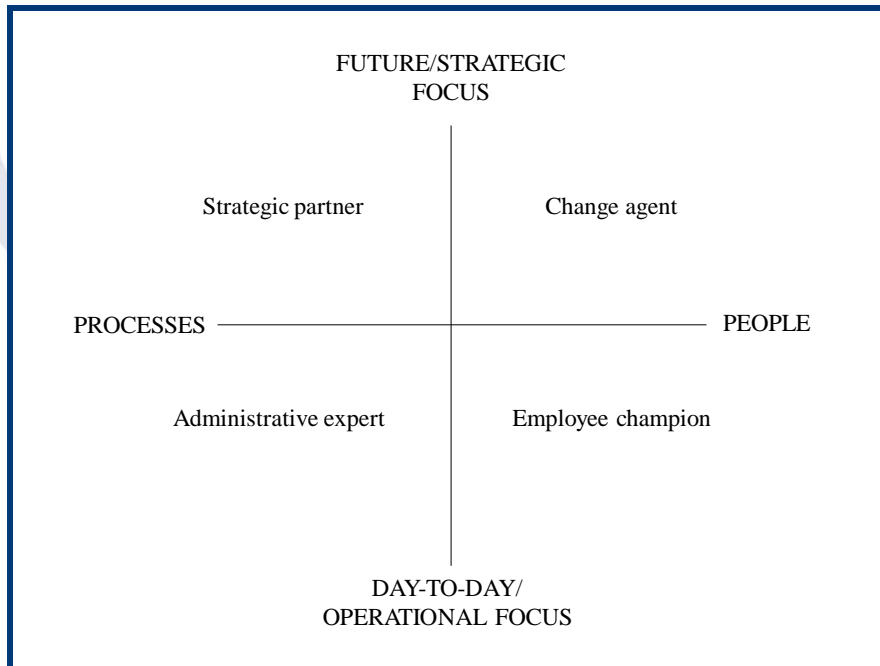 FUTURE/STRATEGIC
FOCUS
Strategic partner
Change agent
PROCESSES
PEOPLE
Administrative expert
Employee champion
DAY-TO-DAY/
OPERATIONAL FOCUS